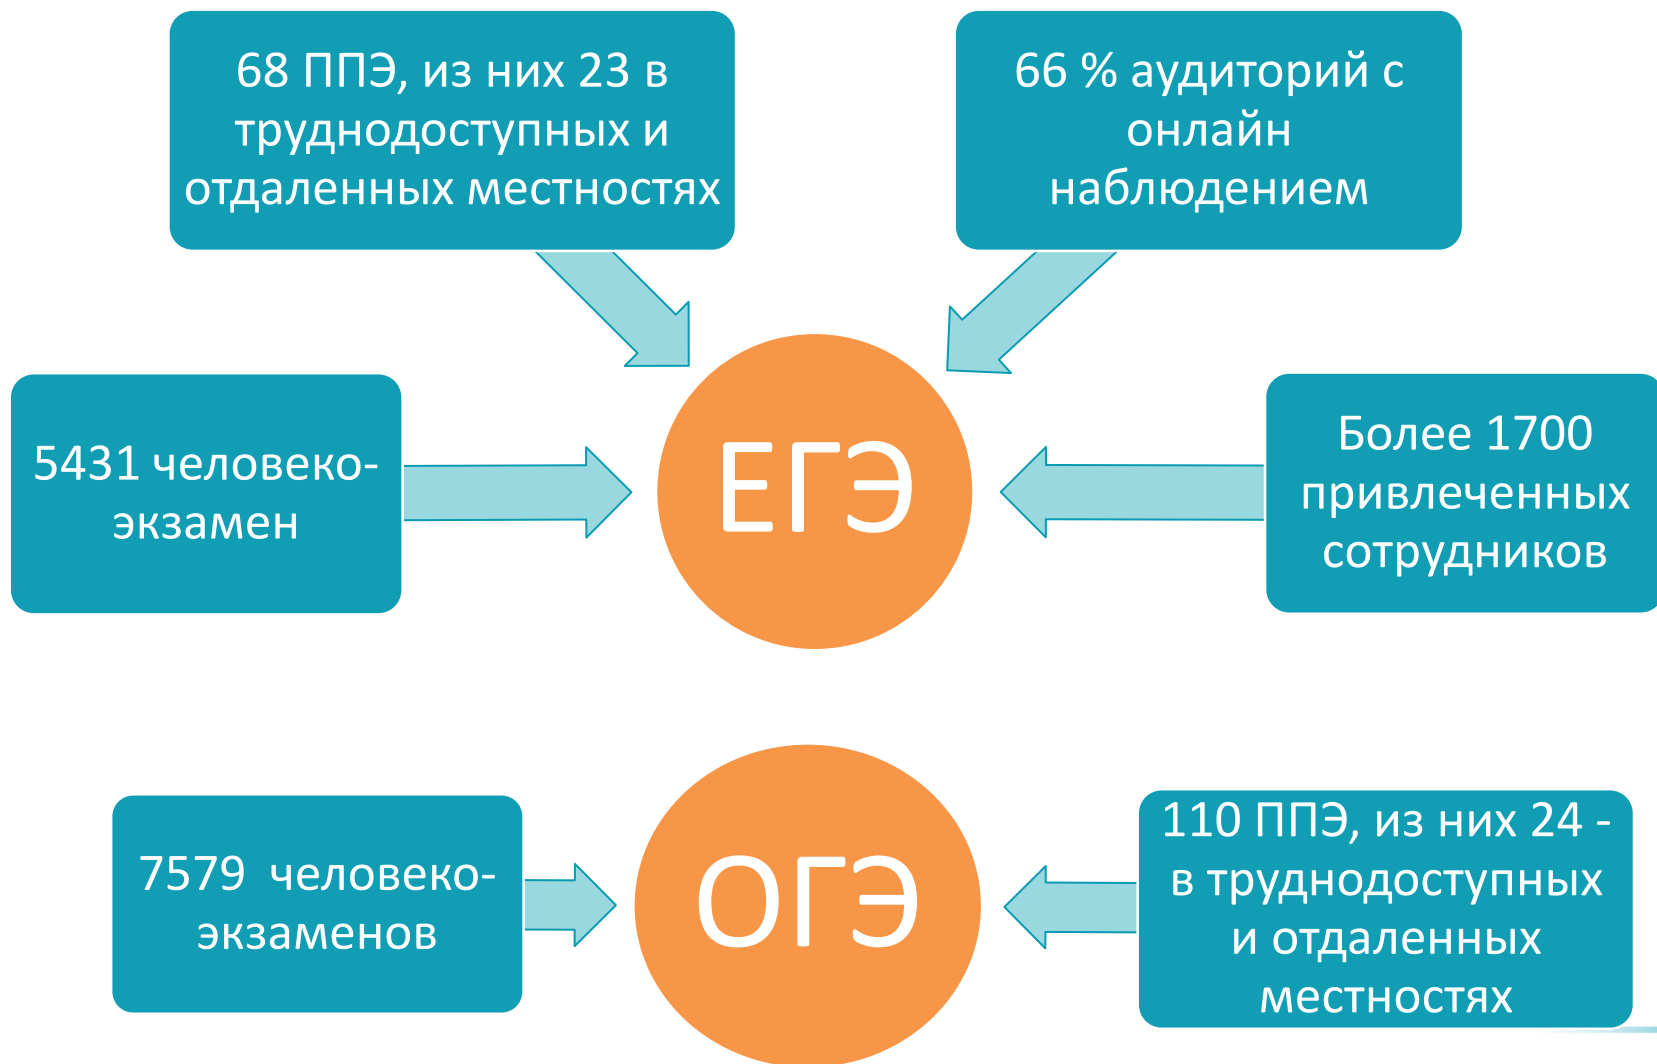 68 ППЭ, из них 23 в
труднодоступных и
отдаленных местностях
66 % аудиторий с
онлайн
наблюдением
5431 человеко-
экзамен
ЕГЭ
Более 1700
привлеченных
сотрудников
7579 человеко-
экзаменов
ОГЭ
110 ППЭ, из них 24 -
в труднодоступных
и отдаленных
местностях